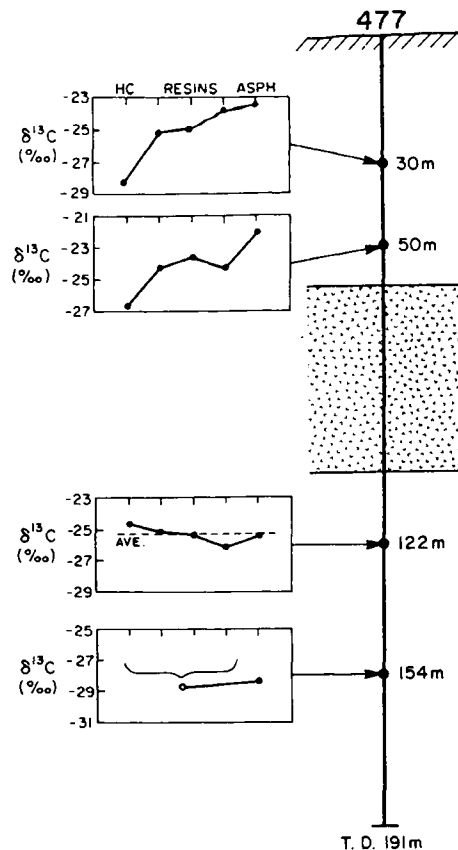 477
HC RESINS ASPH
-23
δ¹³C -25
(‰) -27
-29
30m
-21
δ¹³C -23
(‰) -25
-27
50m
-23
δ¹³C -25
AVE.
(‰) -27
-29
122m
-25
δ¹³C -27
(‰) -29
-31
154m
T. D. 191m